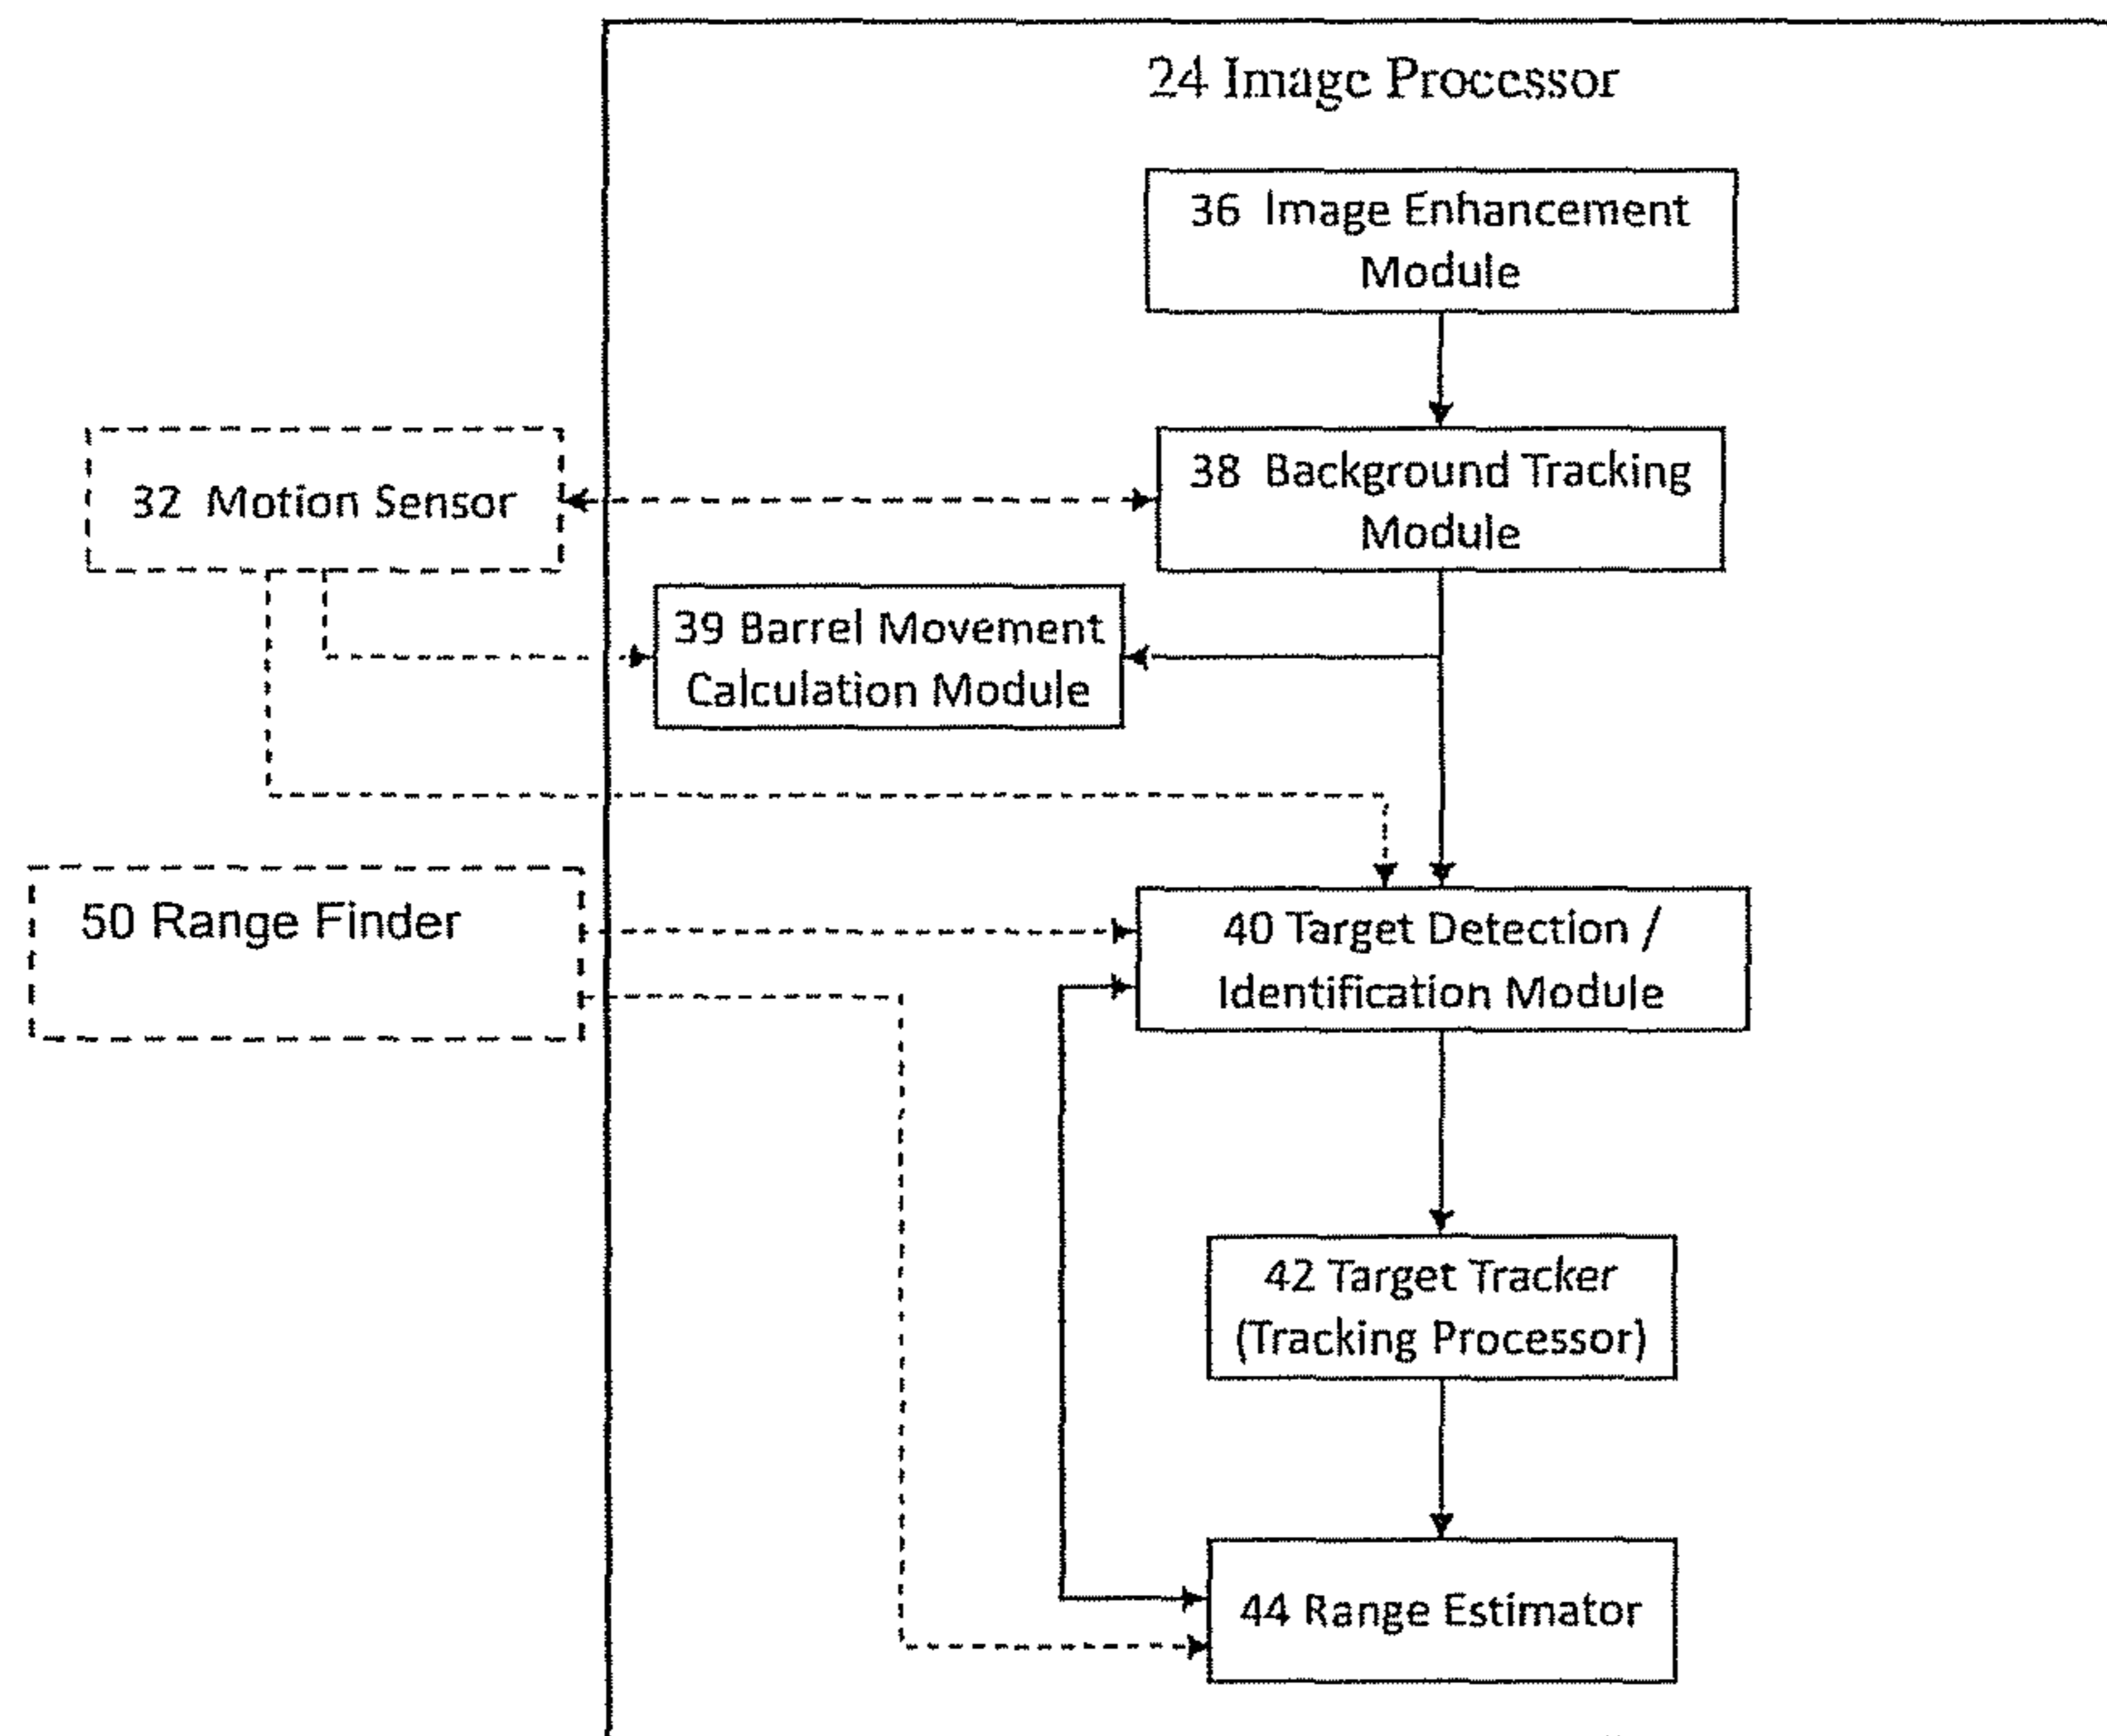 24 Image Processor
36 Image Enhancement
Module
32 Motion Sensor
38 Background Tracking
Module
39 Barrel Movement
Calculation Module
50 Range Finder
40 Target Detection /
Identification Module
42 Target Tracker
(Tracking Processor)
44 Range Estimator